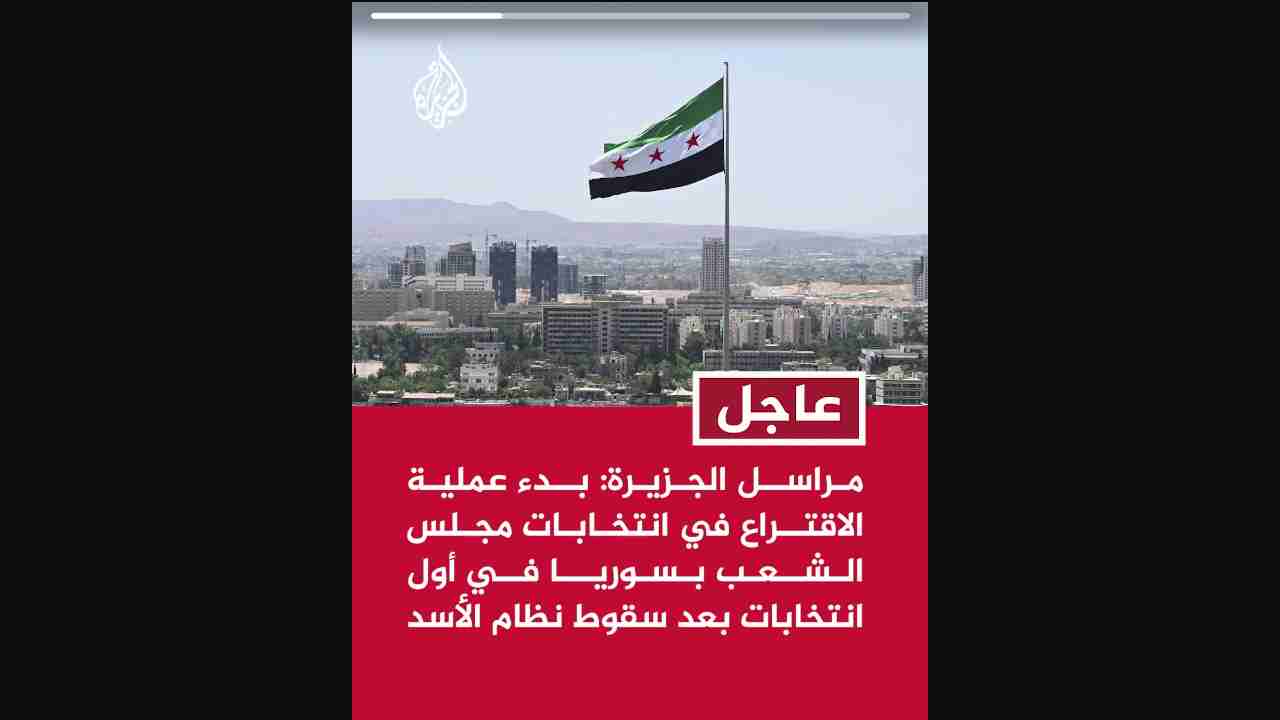 عاجل
مراسل الجزيرة: بدء عملية
الاقتراع في انتخابات مجلس
الشعب بسوريا في أول
انتخابات بعد سقوط نظام الأسد